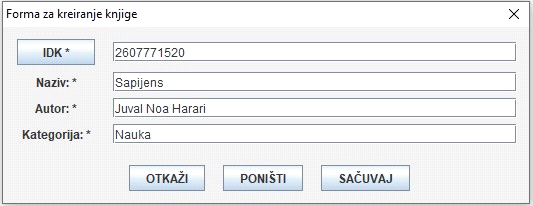 Forma za kreiranje knjige
IDK * 2607771520
Naziv: * Sapijens
Autor: * Juval Noa Harari
Kategorija: * Nauka
OTKAŽI PONIŠTI SAČUVAJ